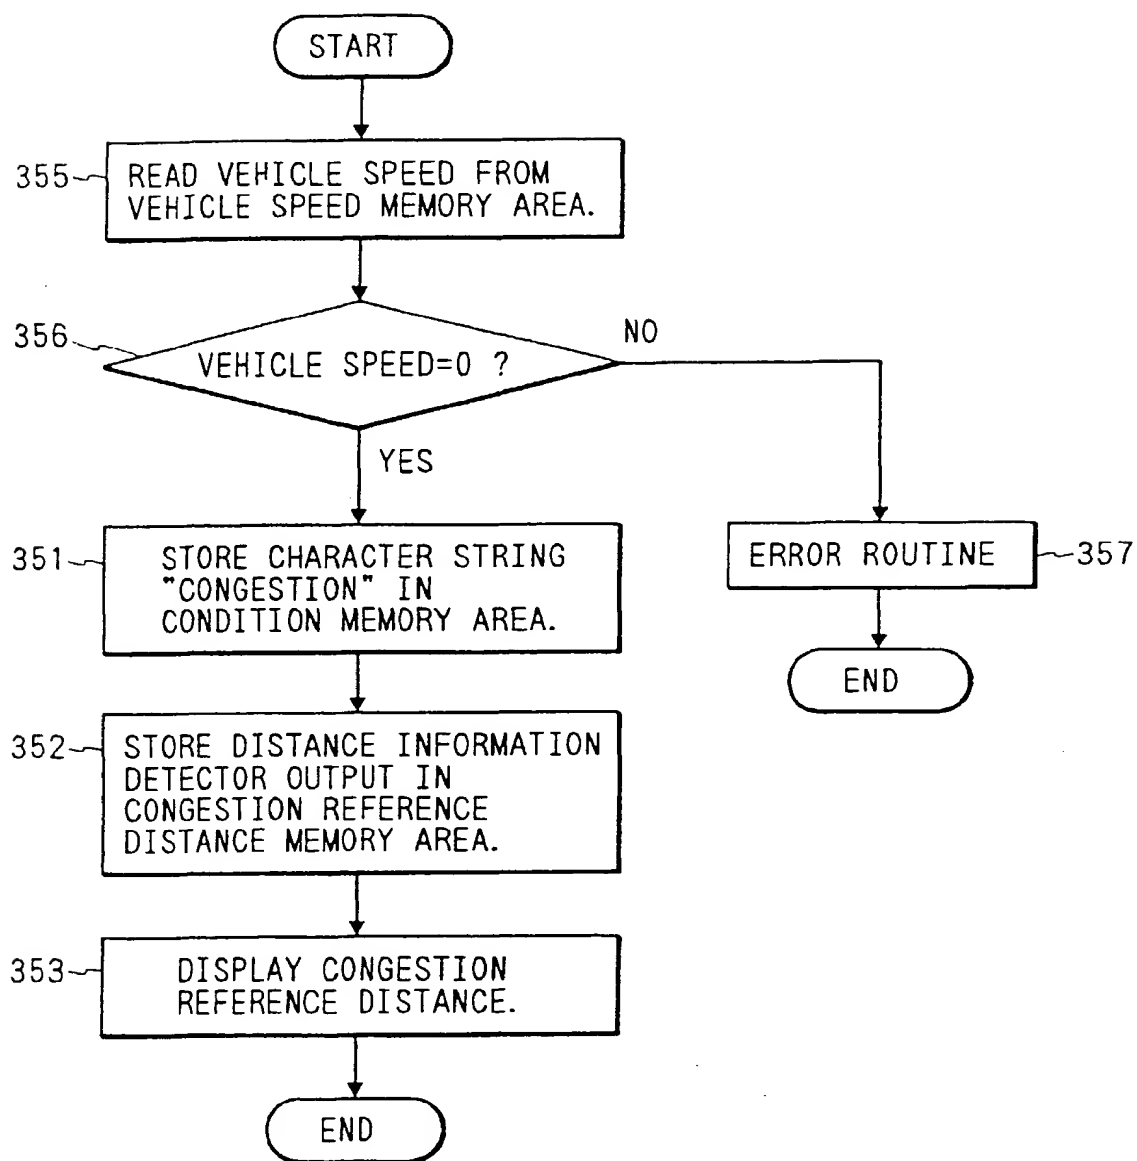 START
355
READ VEHICLE SPEED FROM
VEHICLE SPEED MEMORY AREA.
356
VEHICLE SPEED=0 ?
NO
YES
351
STORE CHARACTER STRING
"CONGESTION" IN
CONDITION MEMORY AREA.
ERROR ROUTINE
357
END
352
STORE DISTANCE INFORMATION
DETECTOR OUTPUT IN
CONGESTION REFERENCE
DISTANCE MEMORY AREA.
353
DISPLAY CONGESTION
REFERENCE DISTANCE.
END